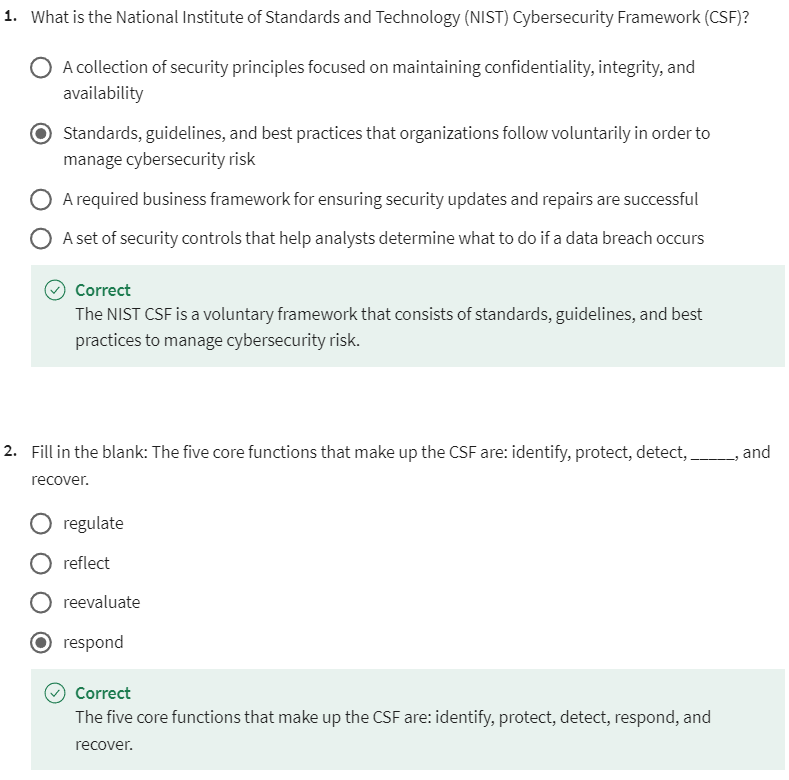 1. What is the National Institute of Standards and Technology (NIST) Cybersecurity Framework (CSF)?
A collection of security principles focused on maintaining confidentiality, integrity, and
availability
Standards, guidelines, and best practices that organizations follow voluntarily in order to
manage cybersecurity risk
A required business framework for ensuring security updates and repairs are successful
A set of security controls that help analysts determine what to do if a data breach occurs
Correct
The NIST CSF is a voluntary framework that consists of standards, guidelines, and best
practices to manage cybersecurity risk.
2. Fill in the blank: The five core functions that make up the CSF are: identify, protect, detect, _____, and
recover.
regulate
reflect
reevaluate
respond
Correct
The five core functions that make up the CSF are: identify, protect, detect, respond, and
recover.